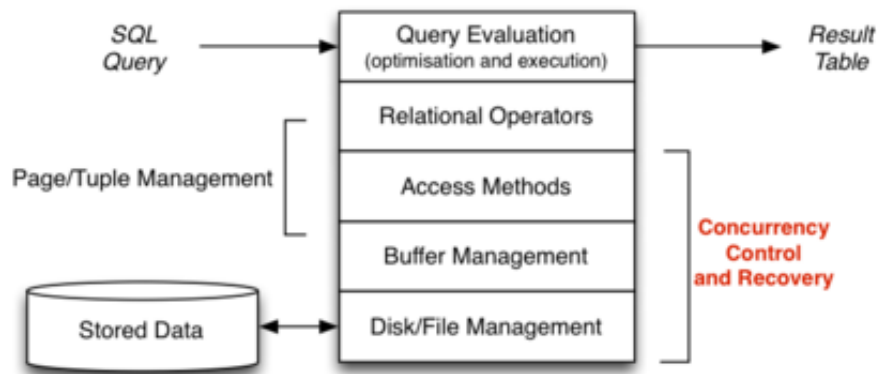 SQL
Query
Query Evaluation
(optimisation and execution)
Result
Table
Relational Operators
Page/Tuple Management
Access Methods
Concurrency
Control
and Recovery
Buffer Management
Stored Data
Disk/File Management